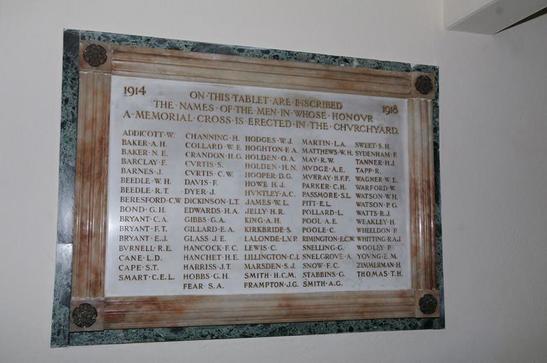 1914 ON·THIS·TABLET·ARE·INSCRIBED 1918
THE·NAMES·OF·THE·MEN·IN·WHOSE·HONOVR
A·MEMORIAL·CROSS·IS·ERECTED·IN·THE·CHVRCHYARD.
ADDICOTT·W.
BAKER·A·H.
BAKER·N·E.
BARCLAY·F.
BARNES·J.
BEEDLE·W·H.
BEEDLE·R·T.
BERESFORD·C.W.
BOND·G·H.
BRYANT·C.A.
BRYANT·F.T.
BRYANT·E.J.
BVRNELL·R.E.
CANE·L.D.
CAPE·S.T.
SMART·C.E.L.
CHANNING·H.
COLLARD·W·E.
CRANDON·H.G.
CVRTIS·S.
CVRTIS·C.W.
DAVIS·F.
DYER·J.
DICKINSON·L.T.
EDWARDS·H.A.
GIBBS·G.A.
GILLARD·E.A.
GLASS·J.E.
HANCOCK·F.C.
HANCHET·H.E.
HARRISS·J.T.
HOBBS·G.H.
FEAR·S.A.
HODGES·W.J.
HOGHTON·F·A.
HOLDEN·O.A.
HOLDEN·H.N.
HOOPER·D.G.
HOWE·H.J.
HVNTLEY·A.C.
JAMES·W.L.
JELLY·H.R.
KING·A.H.
KIRKBRIDE·S.
LALONDE·L.V.P.
LEWIS·C.
LILLINGTON·C.J.
MARSDEN·S.J.
SMITH·H.C.M.
FRAMPTON·J.G.
MARTIN·L.A.
MATTHEWS·W.H.
MAY·R.W.
MVDGE·A.E.
MVRRAY·H.F.F.
PARKER·C.H.
PASSMORE·S.L.
PITT·E.L.
POLLARD·L.
POOL·A.E.
POOLE·C.
RIMINGTON·E.C.W.
SNELLING·G.
SNELGROVE·A.
SNOW·F.C.
STABBINS·G.
SMITH·A.G.
SWEET·S.H.
SYDENHAM·F.
TANNER·H.J.
TAPP·R.
WAGNER·W.E.
WARFORD·W.
WATSON·W.H.
WATSON·P.G.
WATTS·R.J.
WEAKLEY·H.
WHEELDON·F.
WHITTING·R.A.J.
WOOLEY·P.
YOVNG·E.M.
ZIMMERMAN·H.
THOMAS·T.H.